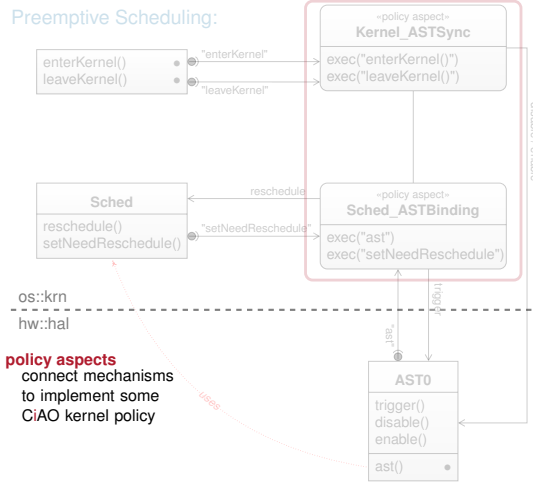 Preemptive Scheduling:
«policy aspect»
Kernel_ASTSync
exec("enterKernel()")
exec("leaveKernel()")
enterKernel()
leaveKernel()
"enterKernel"
"leaveKernel"
Sched
reschedule()
setNeedReschedule()
reschedule
"setNeedReschedule"
«policy aspect»
Sched_ASTBinding
exec("ast")
exec("setNeedReschedule")
os::krn
hw::hal
trigger
"ast"
policy aspects
connect mechanisms
to implement some
CiAO kernel policy
uses
AST0
trigger()
disable()
enable()
ast()